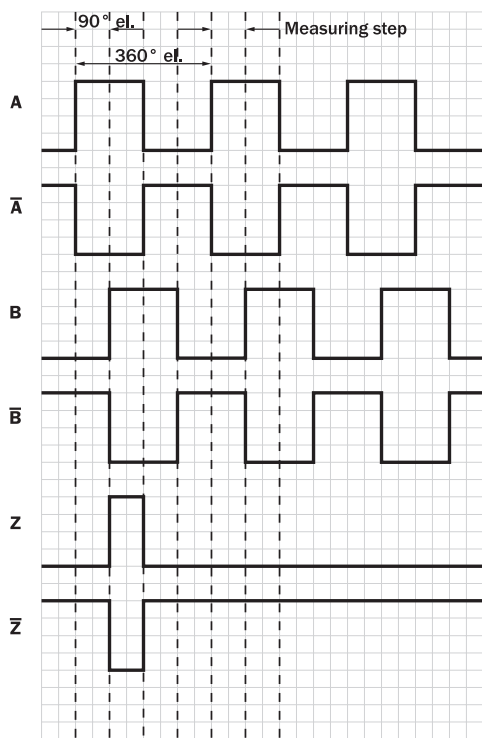 90° el.
Measuring step
360° el.
A
A̅
B
B̅
Z
Z̅